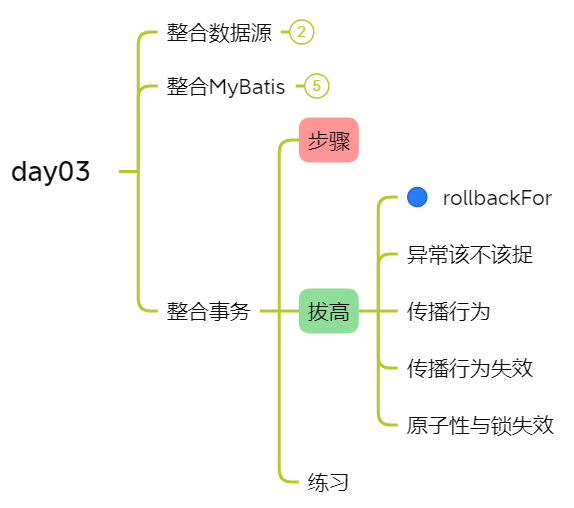 day03
整合数据源 2
整合MyBatis 5
整合事务
步骤
拔高
rollbackFor
异常该不该捉
传播行为
传播行为失效
原子性与锁失效
练习